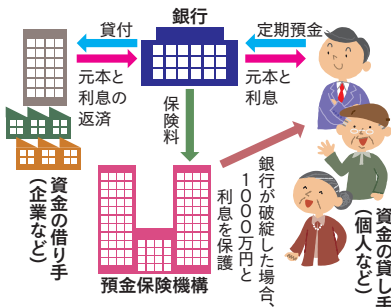 銀行
貸付
定期預金
元本と
利息の
返済
元本と
利息
保険料
資金の借り手
（企業など）
銀行が破綻した場合、
1000万円と
利息を保護
資金の貸し手
（個人など）
預金保険機構